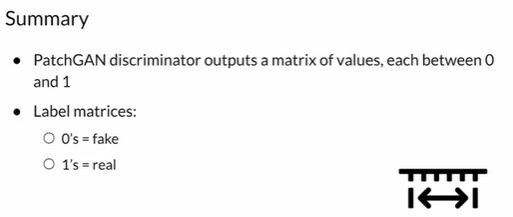 Summary
● PatchGAN discriminator outputs a matrix of values, each between 0
and 1
● Label matrices:
○ 0's = fake
○ 1's = real